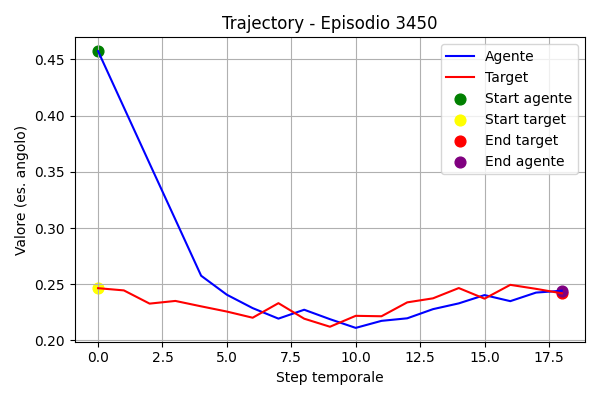 Trajectory - Episodio 3450
Valore (es. angolo)
0.45
0.40
0.35
0.30
0.25
0.20
Agente
Target
Start agente
Start target
End target
End agente
0.0 2.5 5.0 7.5 10.0 12.5 15.0 17.5
Step temporale